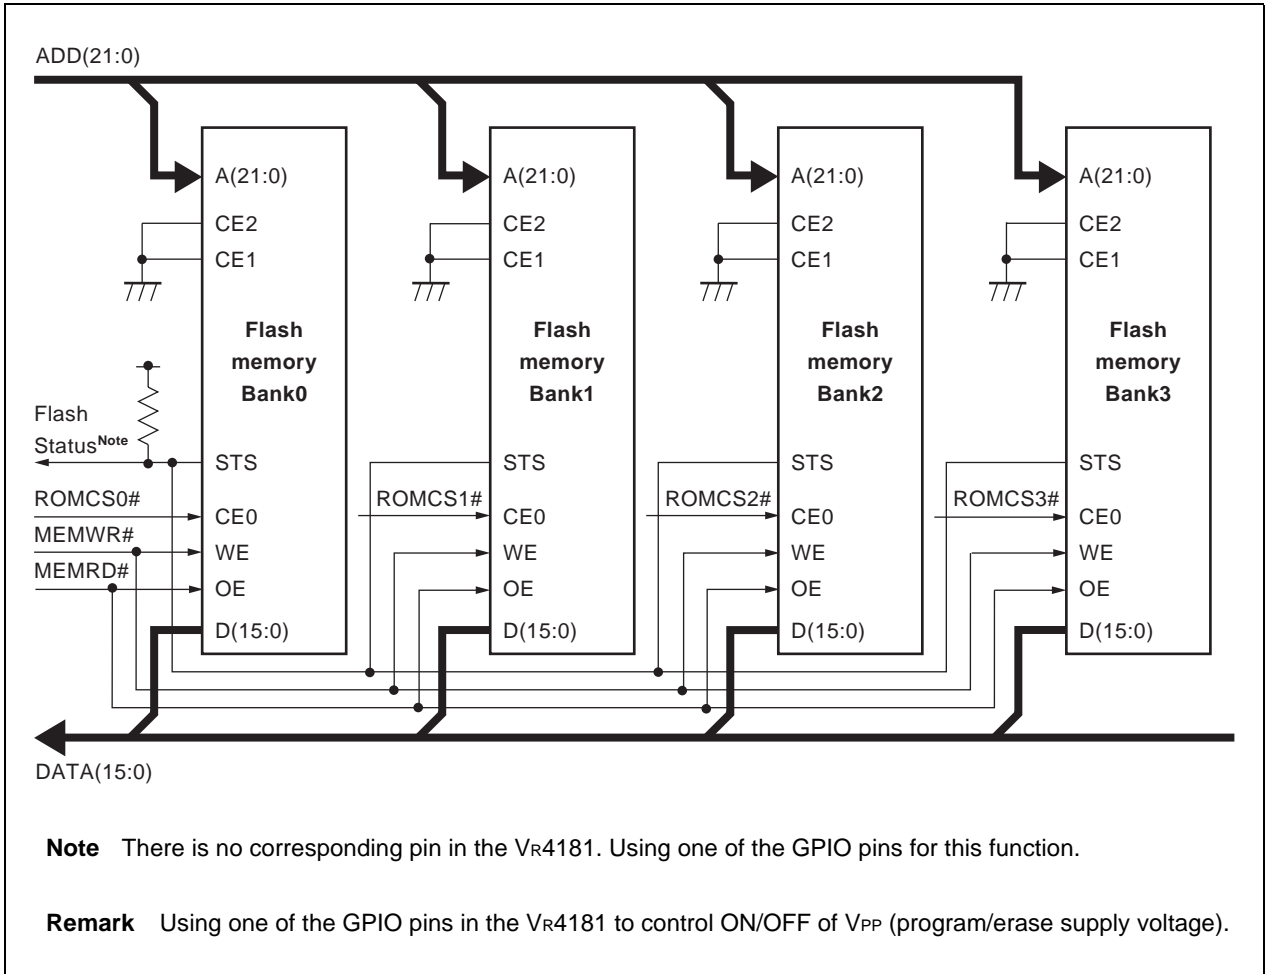 ADD(21:0)
A(21:0) A(21:0) A(21:0) A(21:0)
CE2 CE2 CE2 CE2
CE1 CE1 CE1 CE1
Flash Flash Flash Flash
memory memory memory memory
Bank0 Bank1 Bank2 Bank3
Flash
StatusNote
STS STS STS STS
ROMCS0# ROMCS1# ROMCS2# ROMCS3#
CE0 CE0 CE0 CE0
MEMWR#
WE WE WE WE
MEMRD#
OE OE OE OE
D(15:0) D(15:0) D(15:0) D(15:0)
DATA(15:0)
Note There is no corresponding pin in the VR4181. Using one of the GPIO pins for this function.
Remark Using one of the GPIO pins in the VR4181 to control ON/OFF of VPP (program/erase supply voltage).